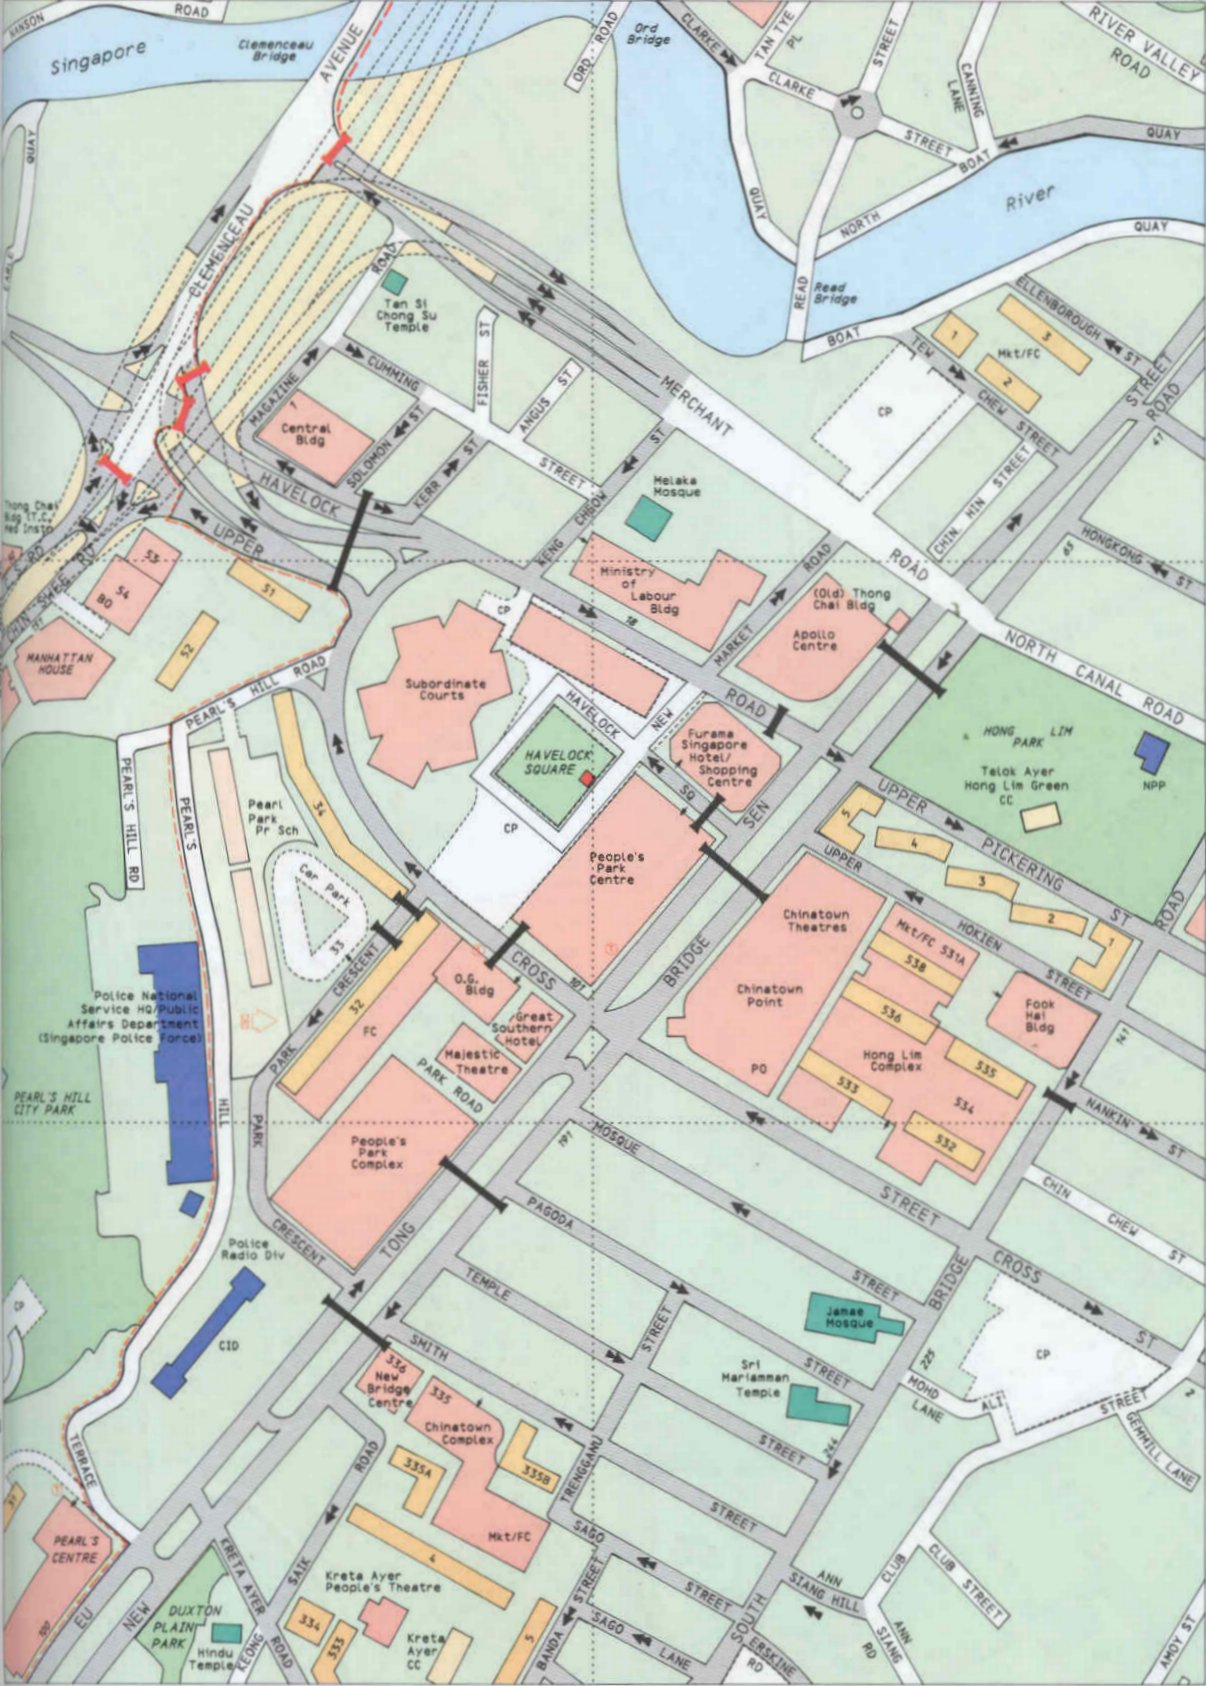 ROAD
Singapore
Clemenceau
Bridge
AVENUE
ORD ROAD
Ord
Bridge
CLARKE
TAN TYE
PL
STREET
RIVER VALLEY
ROAD
CANNING
LANE
CLARKE
STREET
QUAY
BOAT
QUAY
NORTH
River
QUAY
READ
Read
Bridge
BOAT
QUAY
CLEMENCEAU
ROAD
Tan Si
Chong Su
Temple
FISHER ST
ANGUS ST
CUMMING
STREET
MAGAZINE
1
Central
Bldg
SOLOMON ST
KERR ST
HAVELOCK
UPPER
MERCHANT
ROAD
ELLENBOROUGH ST
1
3
Mkt/FC
2
TEW
CHEW
STREET
CP
STREET
ROAD
47
CHIN HIN STREET
65
HONGKONG ST
KENG CHEOW ST
Melaka
Mosque
Ministry
of
Labour
Bldg
18
MARKET
ROAD
(Old) Thong
Chai Bldg
Apollo
Centre
3
NORTH CANAL ROAD
Thong Chai
Bldg (T.C.
Med Instn
53
54
BO
51
52
CHIN SWEE RD
MANHATTAN
HOUSE
PEARL'S HILL ROAD
CP
Subordinate
Courts
HAVELOCK
HAVELOCK
SQUARE
NEW
ROAD
CP
SQ
Furama
Singapore
Hotel/
Shopping
Centre
SEN
HONG LIM
PARK
Telok Ayer
Hong Lim Green
CC
NPP
UPPER
PICKERING
ST
ROAD
5
4
3
2
1
UPPER
HOKIEN
STREET
PEARL'S HILL RD
PEARL'S
HILL
Pearl
Park
Pr Sch
34
Car Park
33
People's
Park
Centre
Chinatown
Theatres
Chinatown
Point
PO
BRIDGE
CROSS
107
Mkt/FC 531A
538
536
533
535
534
532
Hong Lim
Complex
Fook
Hai
Bldg
147
NANKIN ST
CHIN
CHEW
ST
Police National
Service HQ/Public
Affairs Department
(Singapore Police Force)
PEARL'S HILL
CITY PARK
PARK
CRESCENT
32
FC
O.G.
Bldg
Great
Southern
Hotel
Majestic
Theatre
PARK ROAD
People's
Park
Complex
PARK
CRESCENT
TONG
197
MOSQUE
STREET
STREET
BRIDGE
CROSS
ST
PAGODA
STREET
TEMPLE
STREET
SMITH
STREET
STREET
TRENGGANU
Jamae
Mosque
Sri
Mariamman
Temple
244
225
MOHD
ALI
LANE
CP
STREET
2
GEMMILL LANE
CP
Police
Radio Div
CID
336
New
Bridge
Centre
335
Chinatown
Complex
335A
335B
Mkt/FC
4
ROAD
SAIK
KEONG
TERRACE
31
PEARL'S
CENTRE
100
EU
NEW
KRETA AYER
ROAD
DUXTON
PLAIN
PARK
Hindu
Temple
Kreta Ayer
People's Theatre
334
333
Kreta
Ayer
CC
5
SAGO
STREET
STREET
BANDA
SAGO
LANE
SOUTH
ERSKINE
RD
ANN
SIANG HILL
CLUB
CLUB STREET
ANN
SIANG
RD
AMOY ST